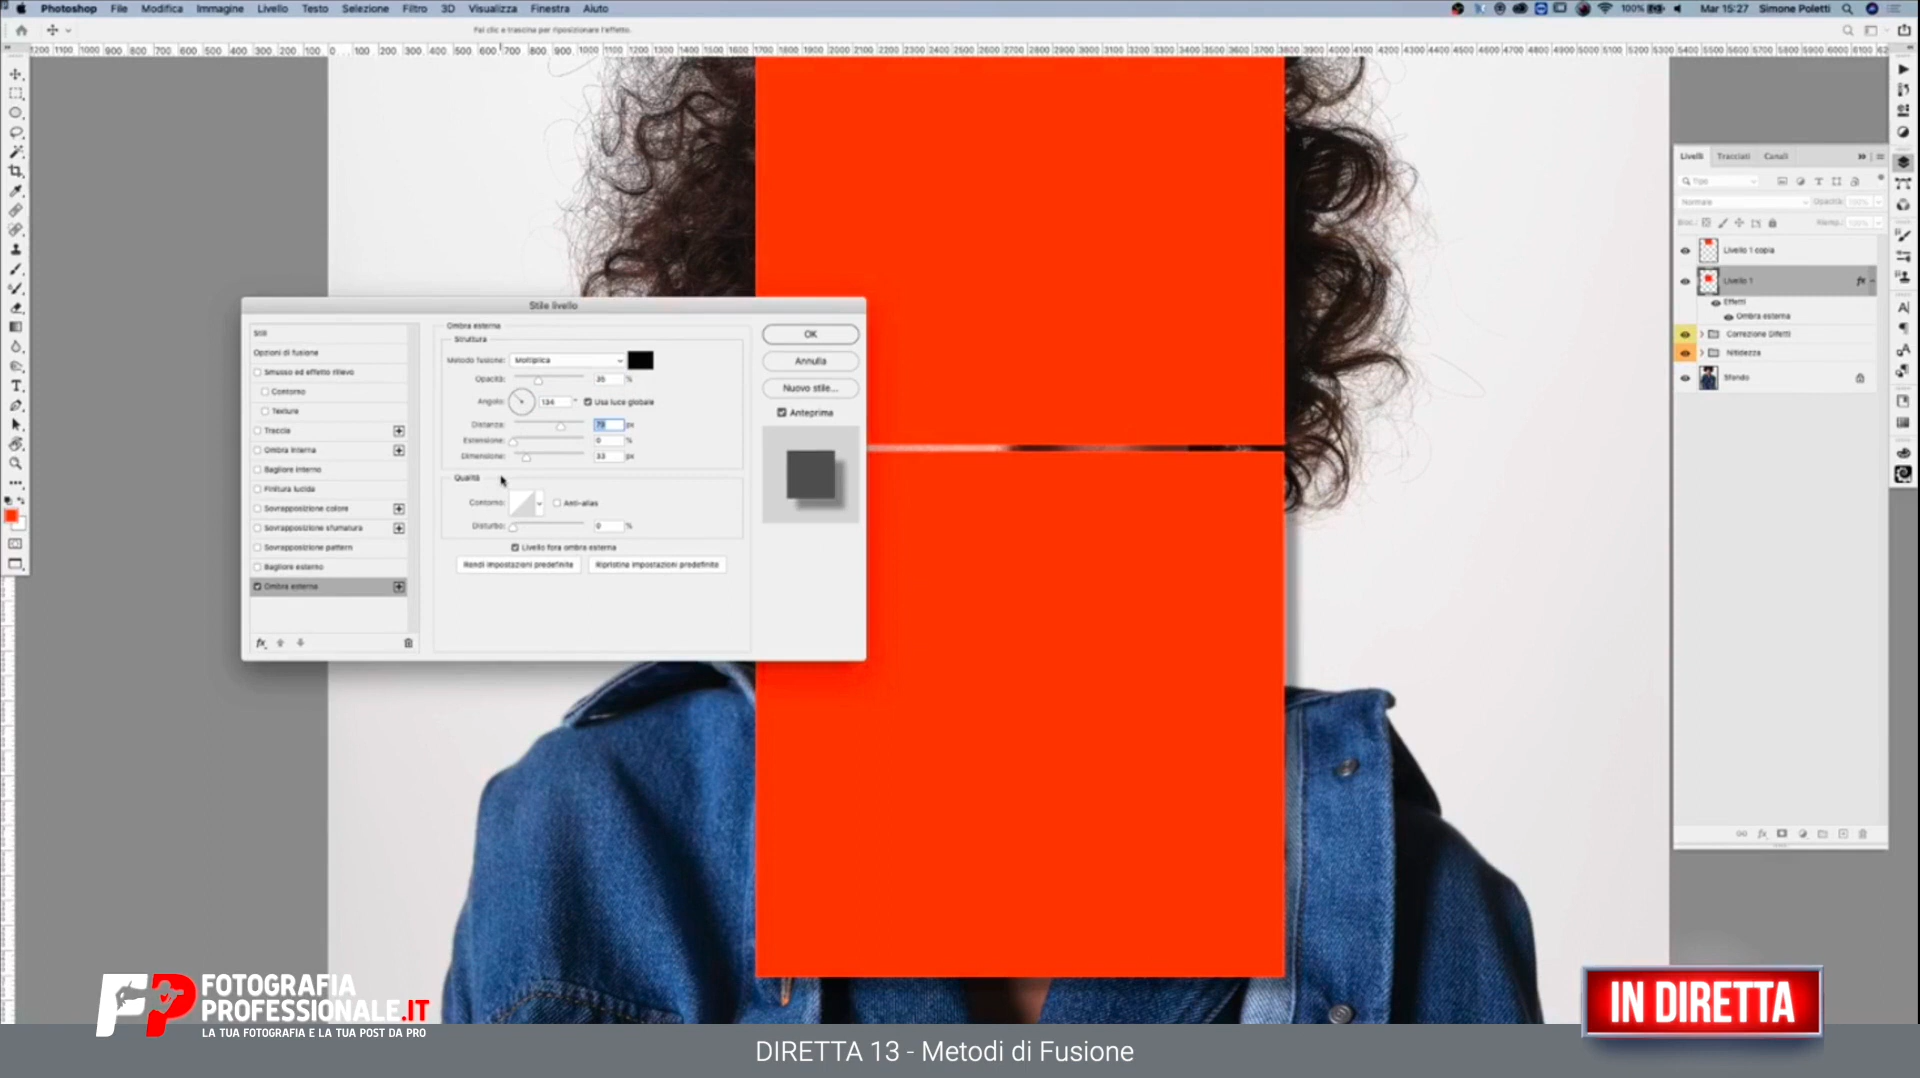 Photoshop File Modifica Immagine Livello Testo Selezione Filtro 3D Visualizza Finestra Aiuto 100% Mar 15:27 Simone Poletti
Fai clic e trascina per riposizionare l'effetto.
Livelli Tracciati Canali
Tipo
Normale Opacità: 100%
Bloc.: Riemp.: 100%
Livello 1 copia
Livello 1 fx
Effetti
Ombra esterna
Correzione Difetti
Nitidezza
Sfondo
Stile livello
Stili
Opzioni di fusione
Smusso ed effetto rilievo
Contorno
Texture
Traccia
Ombra interna
Bagliore interno
Finitura lucida
Sovrapposizione colore
Sovrapposizione sfumatura
Sovrapposizione pattern
Bagliore esterno
Ombra esterna
fx
Ombra esterna
Struttura
Metodo fusione: Moltiplica
Opacità: 35 %
Angolo: 134 ° Usa luce globale
Distanza: 79 px
Estensione: 0 %
Dimensione: 33 px
Qualità
Contorno: Anti-alias
Disturbo: 0 %
Livello fora ombra esterna
Rendi impostazioni predefinite Ripristina impostazioni predefinite
OK
Annulla
Nuovo stile...
Anteprima
FP FOTOGRAFIA
PROFESSIONALE.IT
LA TUA FOTOGRAFIA E LA TUA POST DA PRO
IN DIRETTA
DIRETTA 13 - Metodi di Fusione